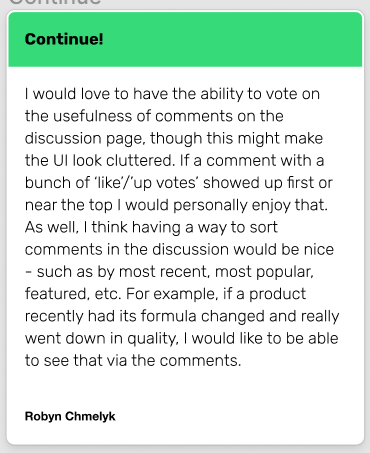 Continue
Continue!
I would love to have the ability to vote on
the usefulness of comments on the
discussion page, though this might make
the UI look cluttered. If a comment with a
bunch of ‘like’/’up votes’ showed up first or
near the top I would personally enjoy that.
As well, I think having a way to sort
comments in the discussion would be nice
- such as by most recent, most popular,
featured, etc. For example, if a product
recently had its formula changed and really
went down in quality, I would like to be able
to see that via the comments.
Robyn Chmelyk